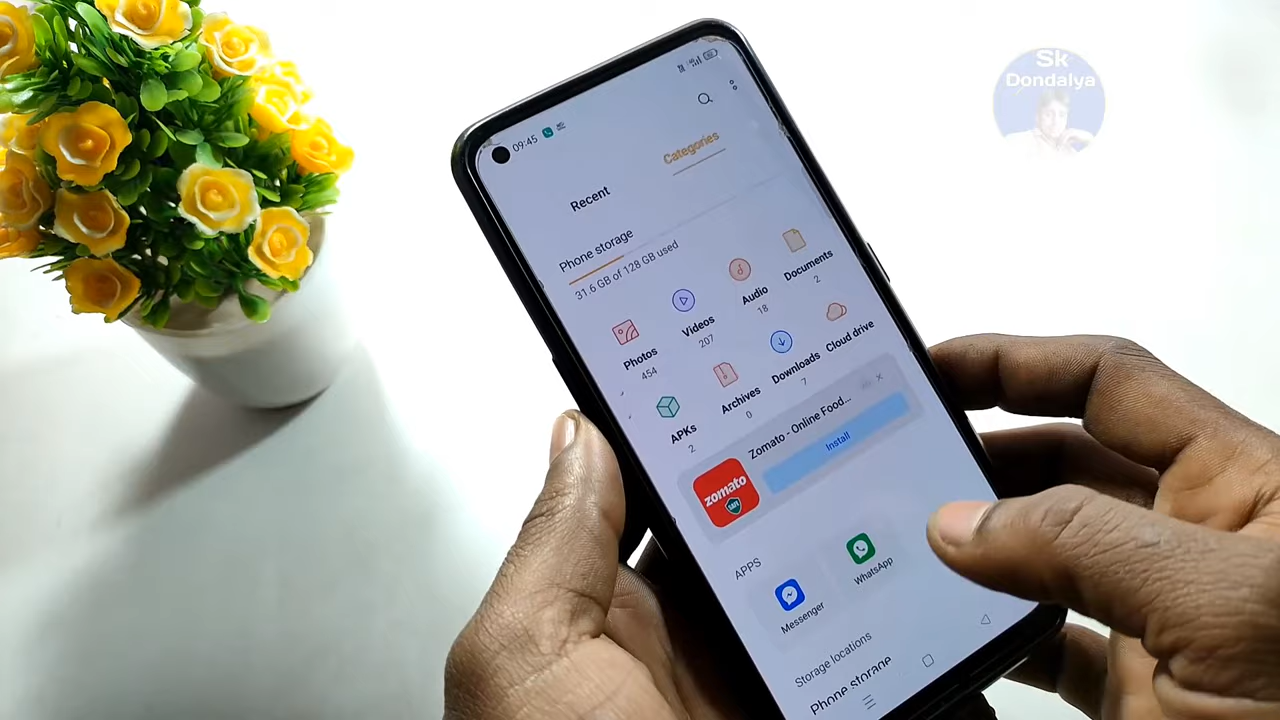 Sk
Dondalya
09:45
Recent
Categories
Phone storage
31.6 GB of 128 GB used
Photos
454
Videos
207
Audio
18
Documents
2
APKs
2
Archives
0
Downloads
7
Cloud drive
Zomato - Online Food...
Install
zomato
SAFE
APPS
Messenger
WhatsApp
Storage locations
Phone storage